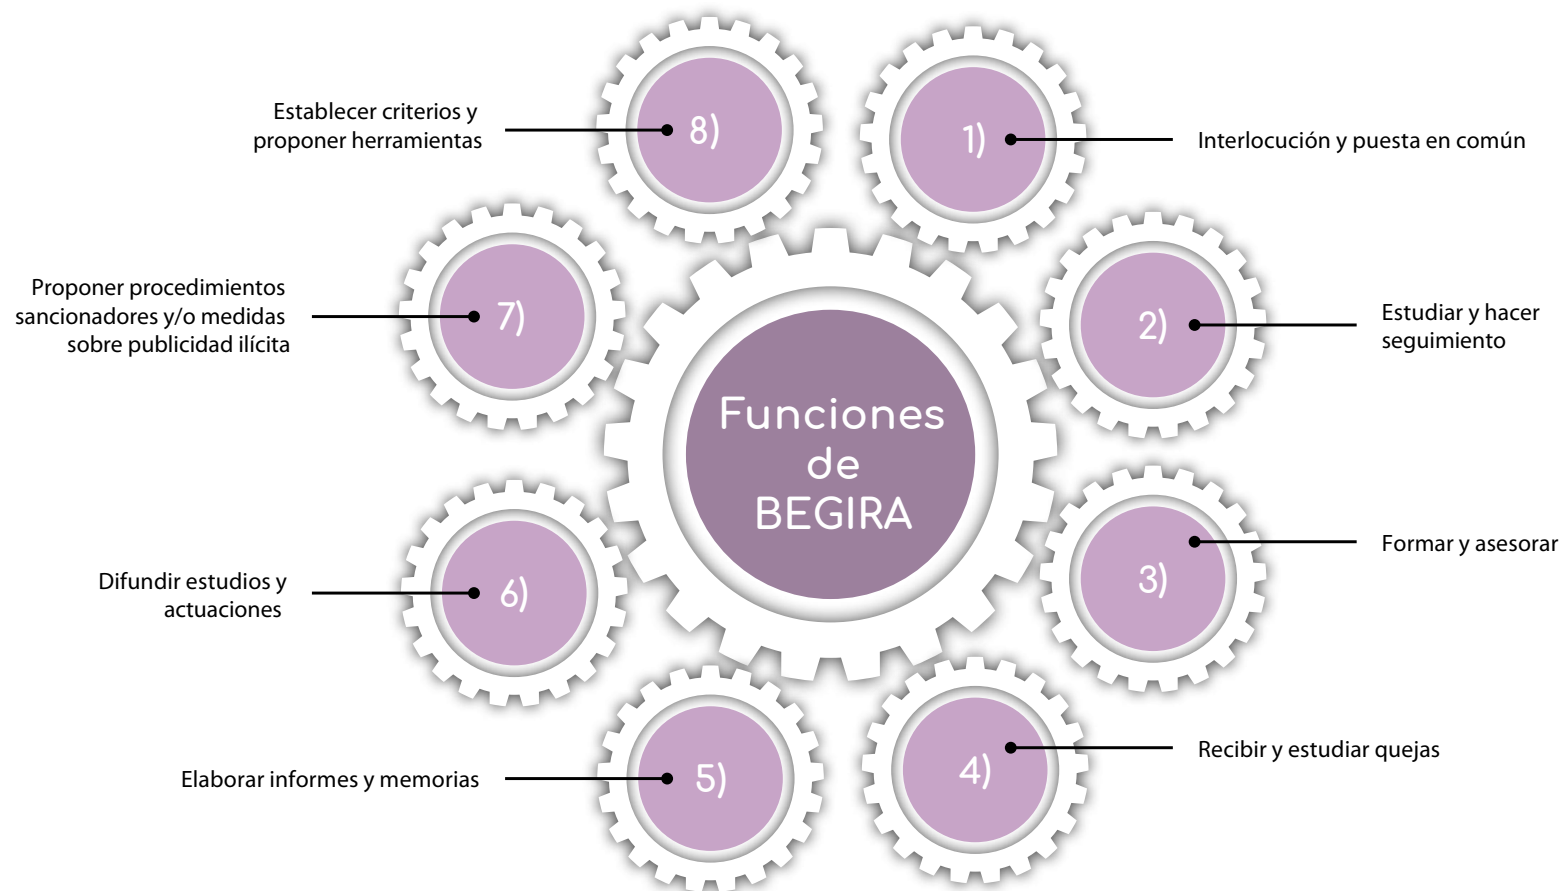 Funciones
de
BEGIRA
1)
Interlocución y puesta en común
2)
Estudiar y hacer
seguimiento
3)
Formar y asesorar
4)
Recibir y estudiar quejas
5)
Elaborar informes y memorias
6)
Difundir estudios y
actuaciones
7)
Proponer procedimientos
sancionadores y/o medidas
sobre publicidad ilícita
8)
Establecer criterios y
proponer herramientas